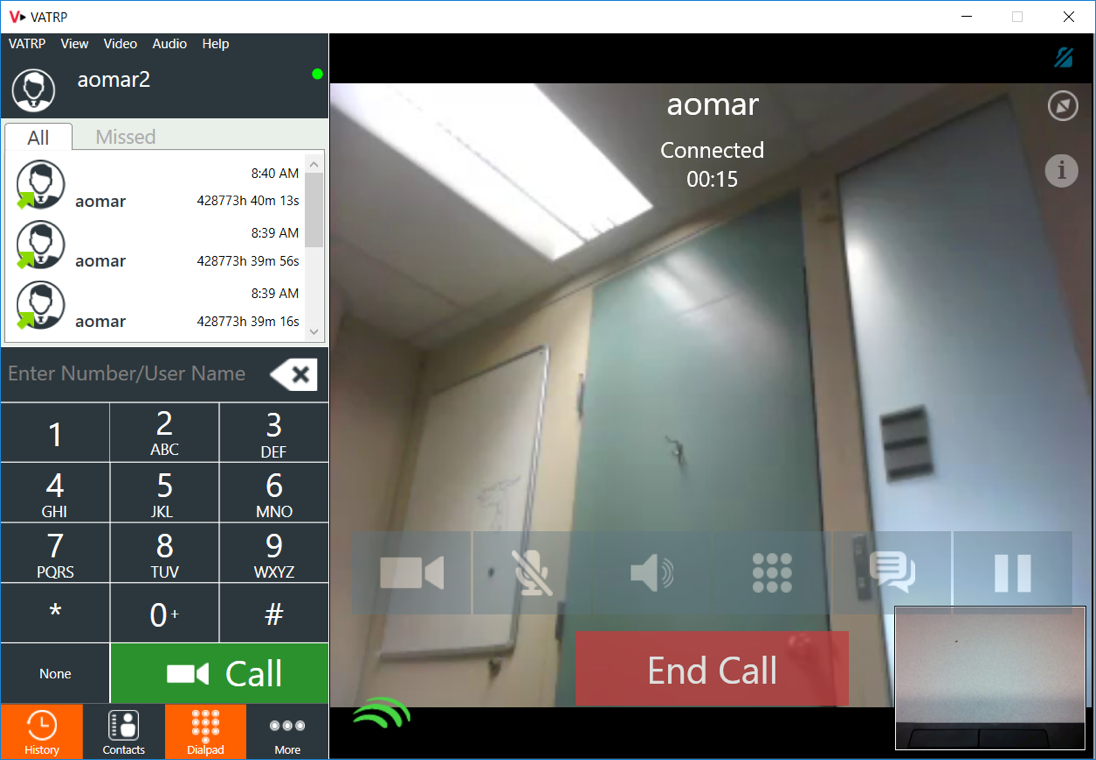 VATRP
VATRP View Video Audio Help
aomar2
All Missed
8:40 AM
aomar 428773h 40m 13s
8:39 AM
aomar 428773h 39m 56s
8:39 AM
aomar 428773h 39m 16s
Enter Number/User Name
1 2 3
ABC DEF
4 5 6
GHI JKL MNO
7 8 9
PQRS TUV WXYZ
* 0+ #
None Call
History Contacts Dialpad More
aomar
Connected
00:15
i
End Call